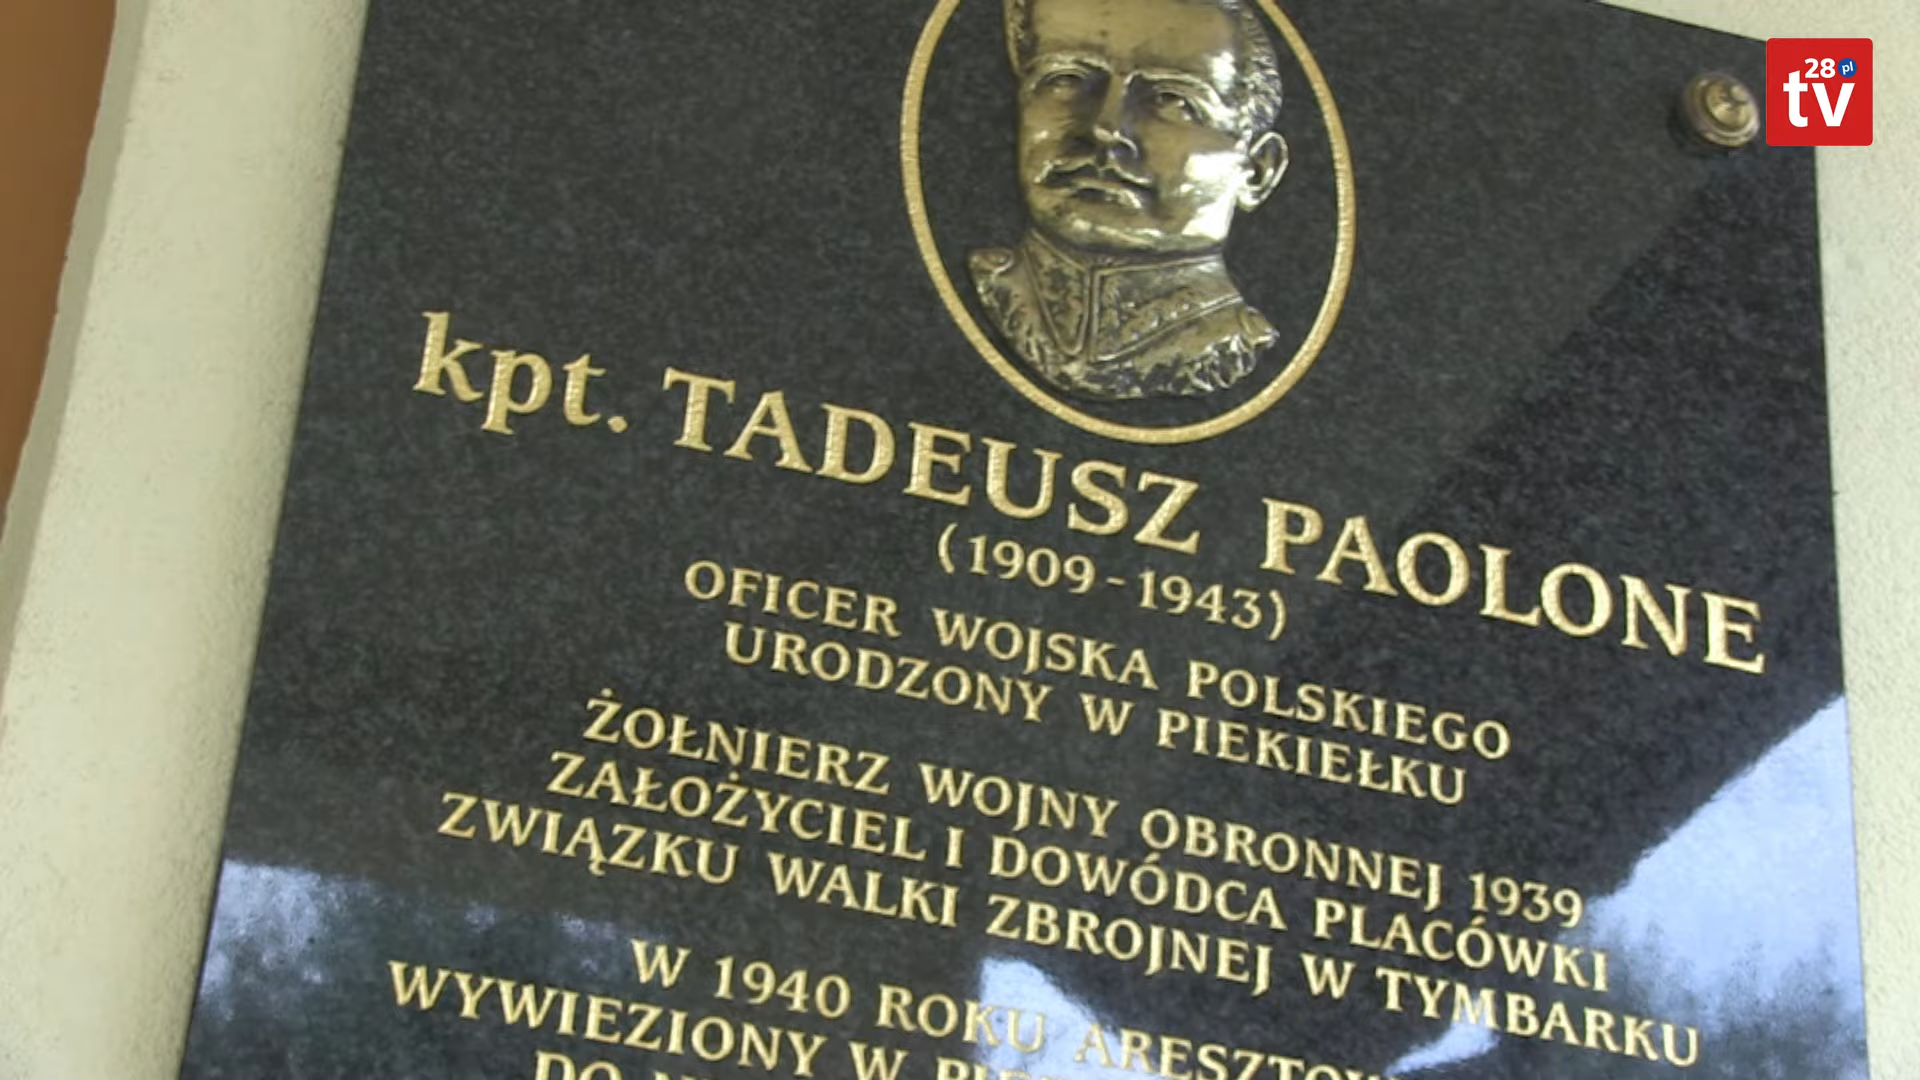 28 pl
tv
kpt. TADEUSZ PAOLONE
(1909-1943)
OFICER WOJSKA POLSKIEGO
URODZONY W PIEKIEŁKU
ŻOŁNIERZ WOJNY OBRONNEJ 1939
ZAŁOŻYCIEL I DOWÓDCA PLACÓWKI
ZWIĄZKU WALKI ZBROJNEJ W TYMBARKU
W 1940 ROKU
WYWIEZIONY W
DO